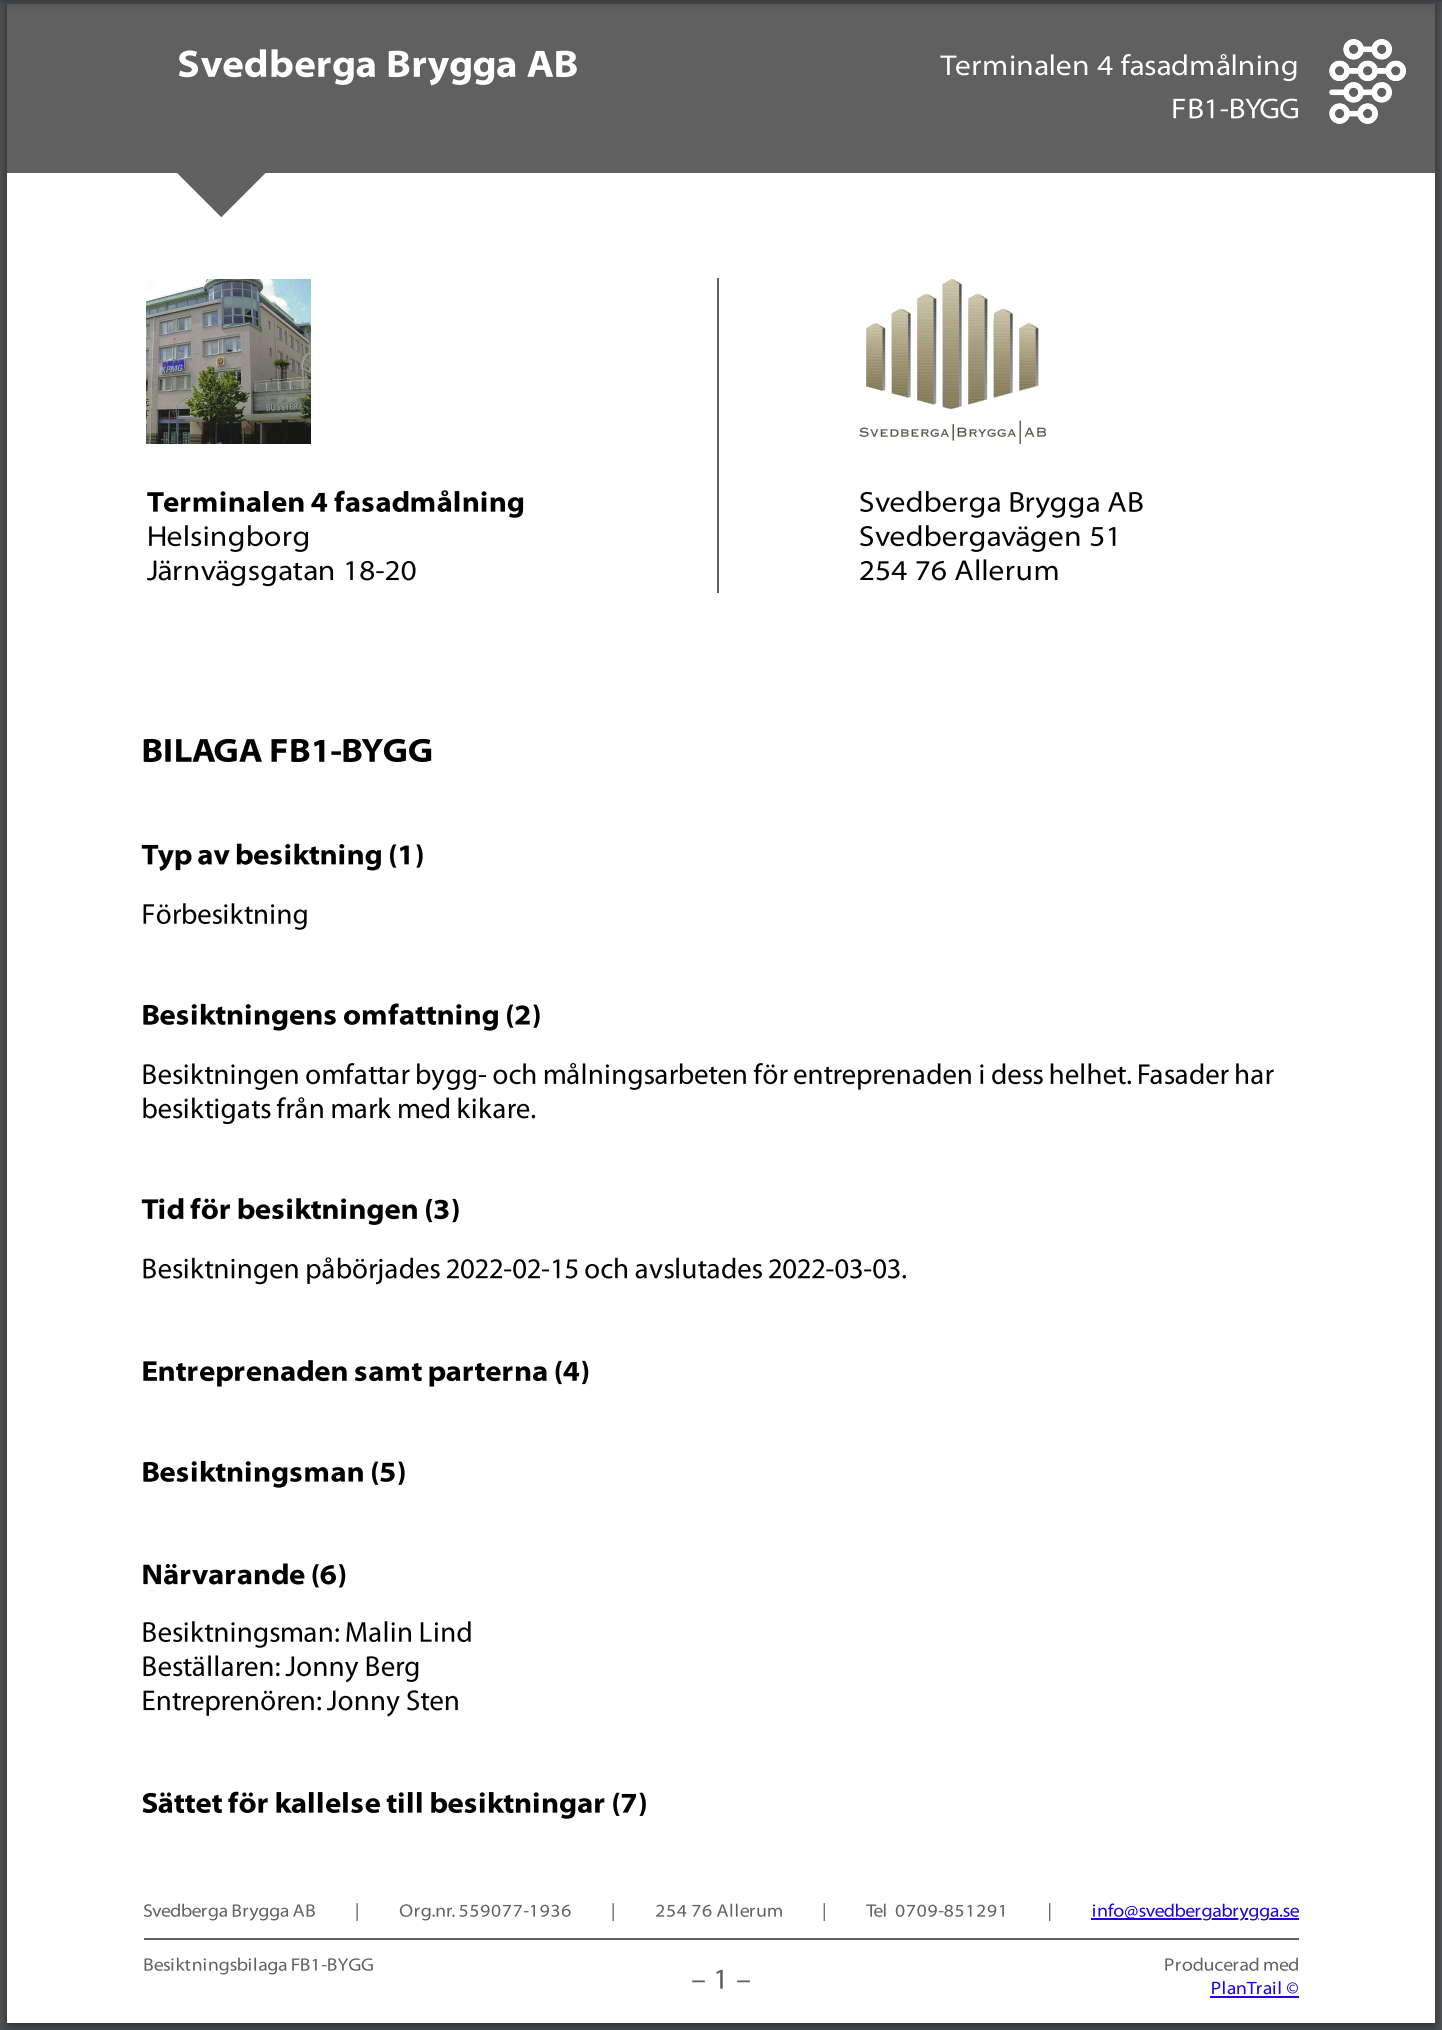 Svedberga Brygga AB
Terminalen 4 fasadmålning
FB1-BYGG
KPMG
SVEDBERGA BRYGGA AB
Terminalen 4 fasadmålning
Helsingborg
Järnvägsgatan 18-20
Svedberga Brygga AB
Svedbergavägen 51
254 76 Allerum
BILAGA FB1-BYGG
Typ av besiktning (1)
Förbesiktning
Besiktningens omfattning (2)
Besiktningen omfattar bygg- och målningsarbeten för entreprenaden i dess helhet. Fasader har
besiktigats från mark med kikare.
Tid för besiktningen (3)
Besiktningen påbörjades 2022-02-15 och avslutades 2022-03-03.
Entreprenaden samt parterna (4)
Besiktningsman (5)
Närvarande (6)
Besiktningsman: Malin Lind
Beställaren: Jonny Berg
Entreprenören: Jonny Sten
Sättet för kallelse till besiktningar (7)
Svedberga Brygga AB | Org.nr. 559077-1936 | 254 76 Allerum | Tel 0709-851291 | info@svedbergabrygga.se
Besiktningsbilaga FB1-BYGG
– 1 –
Producerad med
PlanTrail ©